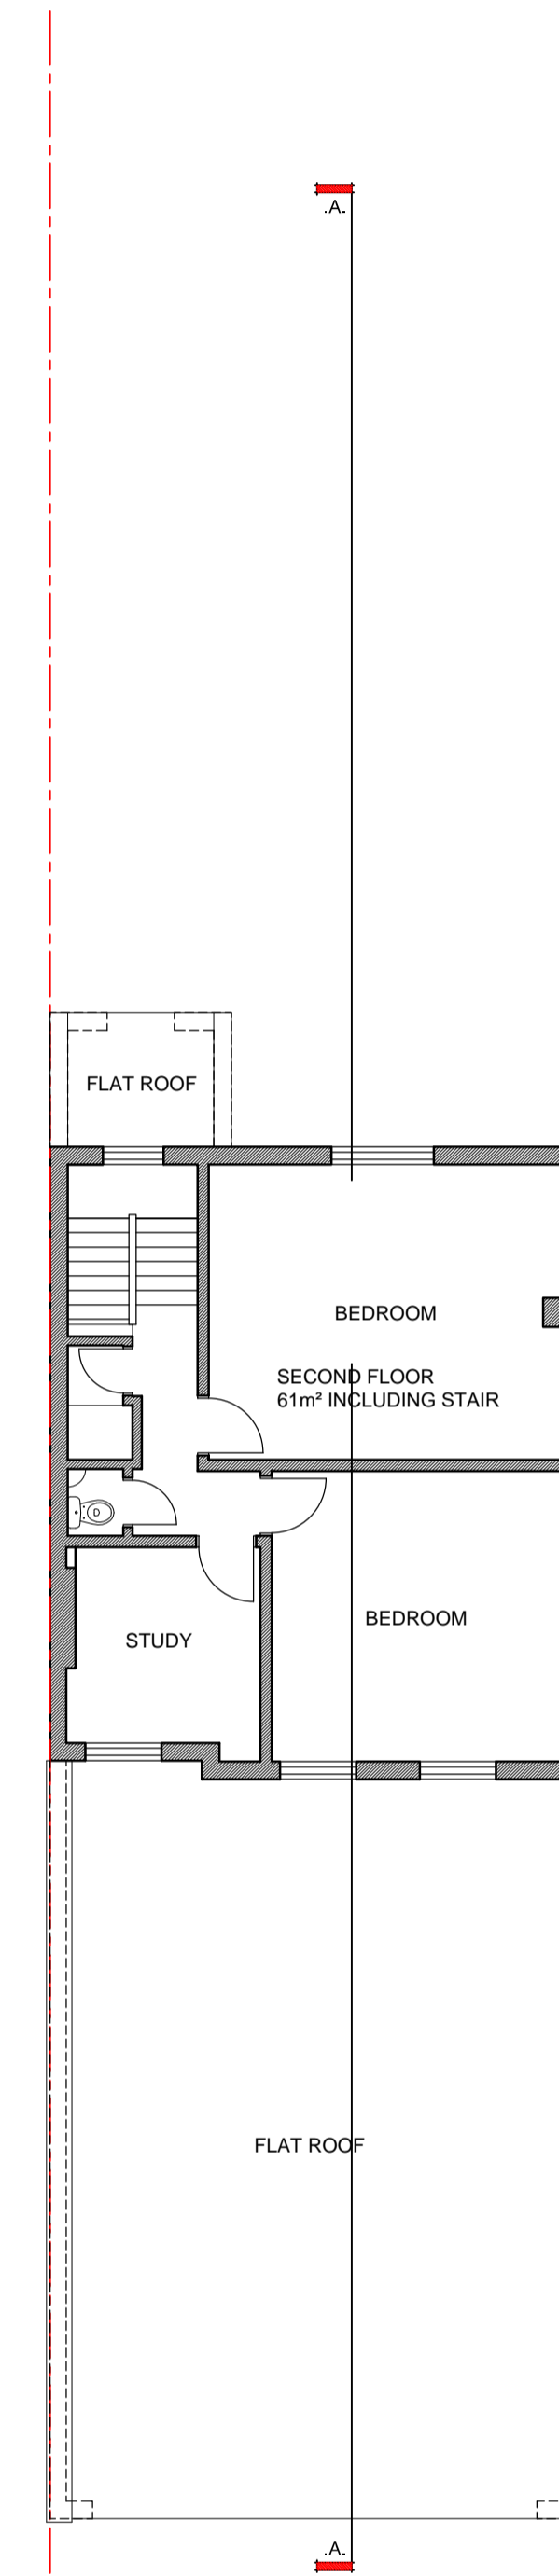 .A.
FLAT ROOF
BEDROOM
SECOND FLOOR
61m² INCLUDING STAIR
BEDROOM
STUDY
FLAT ROOF
.A.